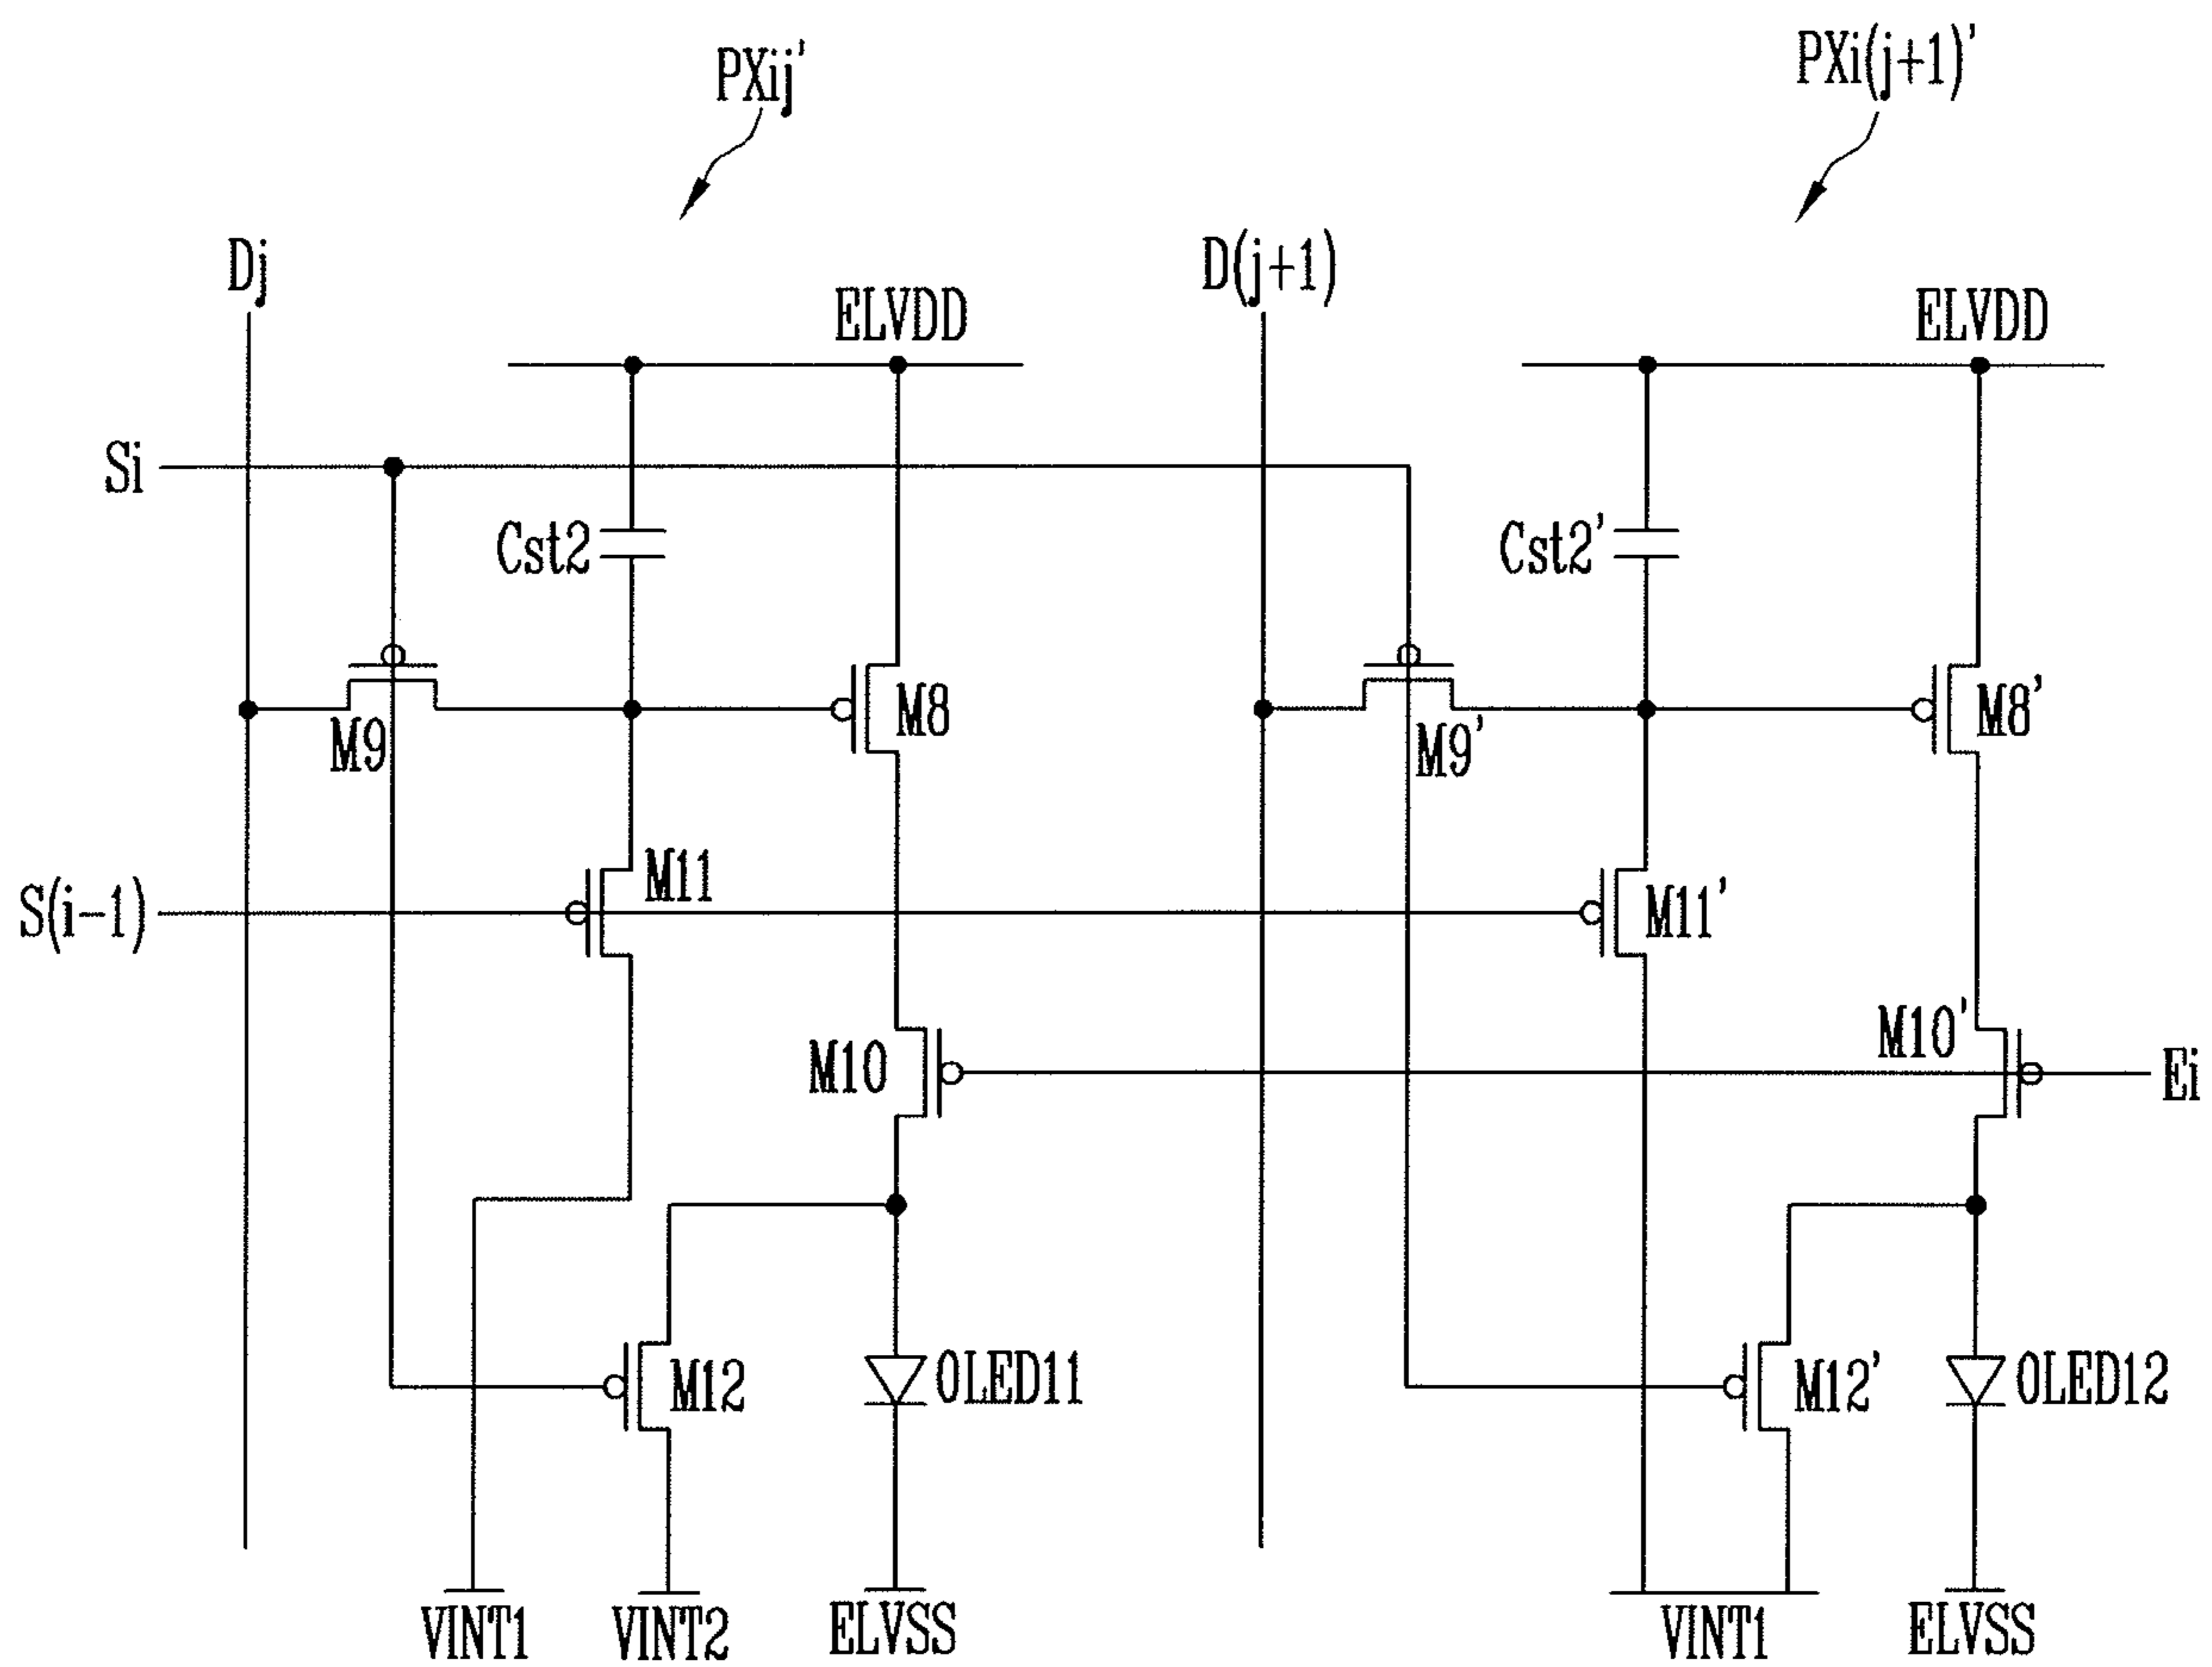 PXij'
PXi(j+1)'
Dj
D(j+1)
ELVDD
ELVDD
Si
Cst2
Cst2'
M9
M8
M9'
M8'
S(i-1)
M11
M11'
M10
M10'
Ei
M12
OLED11
M12'
OLED12
VINT1
VINT2
ELVSS
VINT1
ELVSS